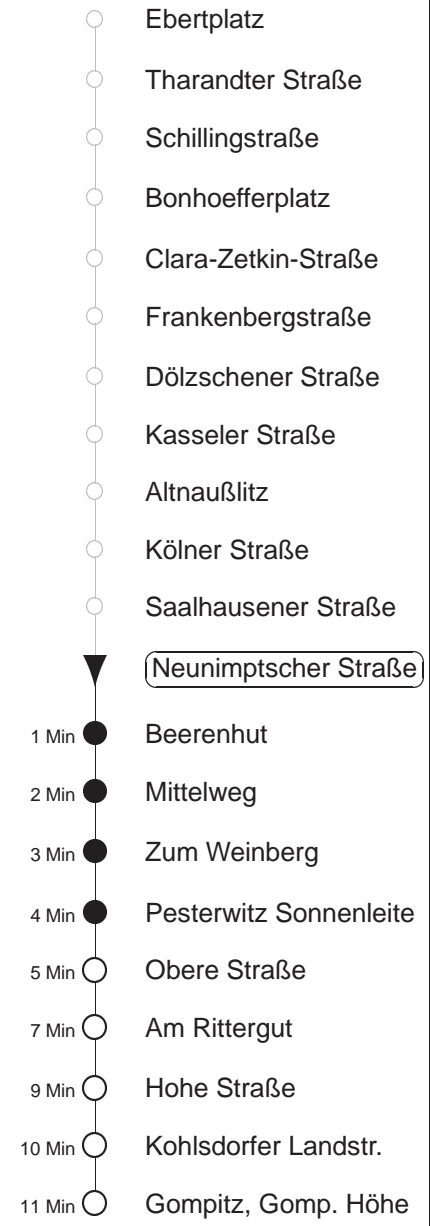 Ebertplatz
Tharandter Straße
Schillingstraße
Bonhoefferplatz
Clara-Zetkin-Straße
Frankenbergstraße
Dölzschener Straße
Kasseler Straße
Altnaußlitz
Kölner Straße
Saalhausener Straße
Neunimptscher Straße
1 Min Beerenhut
2 Min Mittelweg
3 Min Zum Weinberg
4 Min Pesterwitz Sonnenleite
5 Min Obere Straße
7 Min Am Rittergut
9 Min Hohe Straße
10 Min Kohlsdorfer Landstr.
11 Min Gompitz, Gomp. Höhe